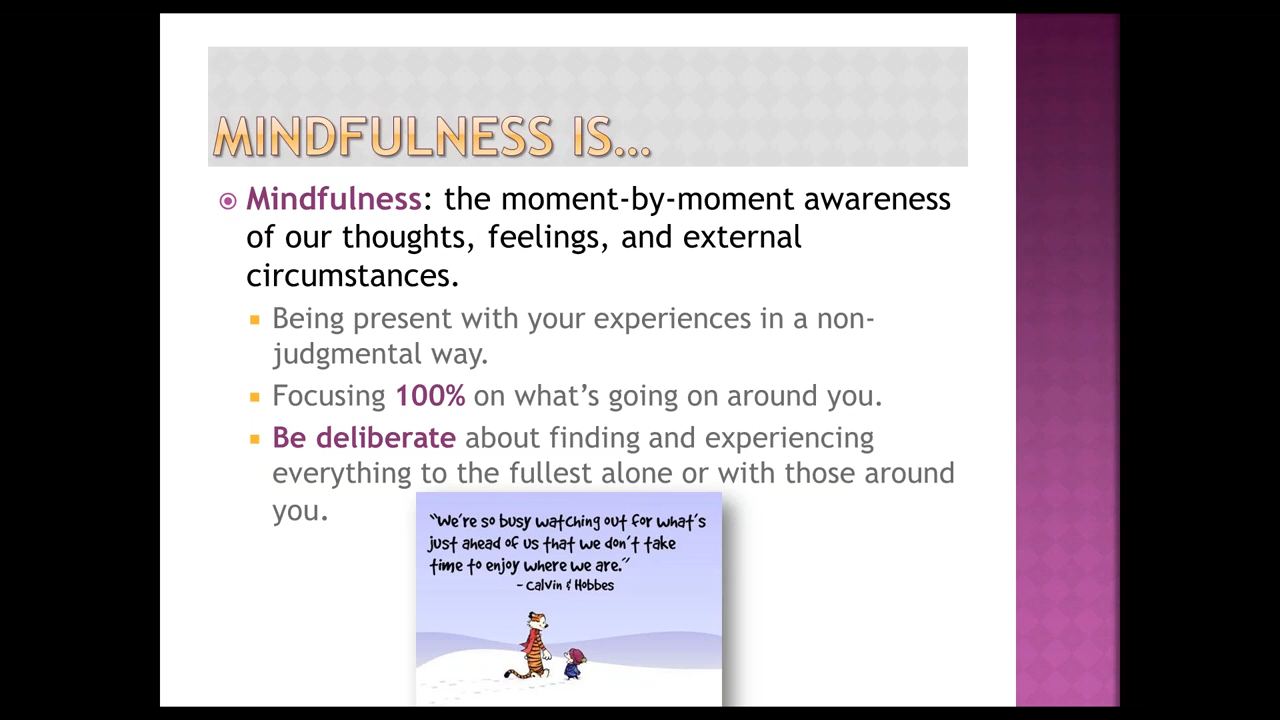 MINDFULNESS IS...
Mindfulness: the moment-by-moment awareness
of our thoughts, feelings, and external
circumstances.
Being present with your experiences in a non-
judgmental way.
Focusing 100% on what's going on around you.
Be deliberate about finding and experiencing
everything to the fullest alone or with those around
you.
"We're so busy watching out for what's
just ahead of us that we don't take
time to enjoy where we are."
- Calvin & Hobbes